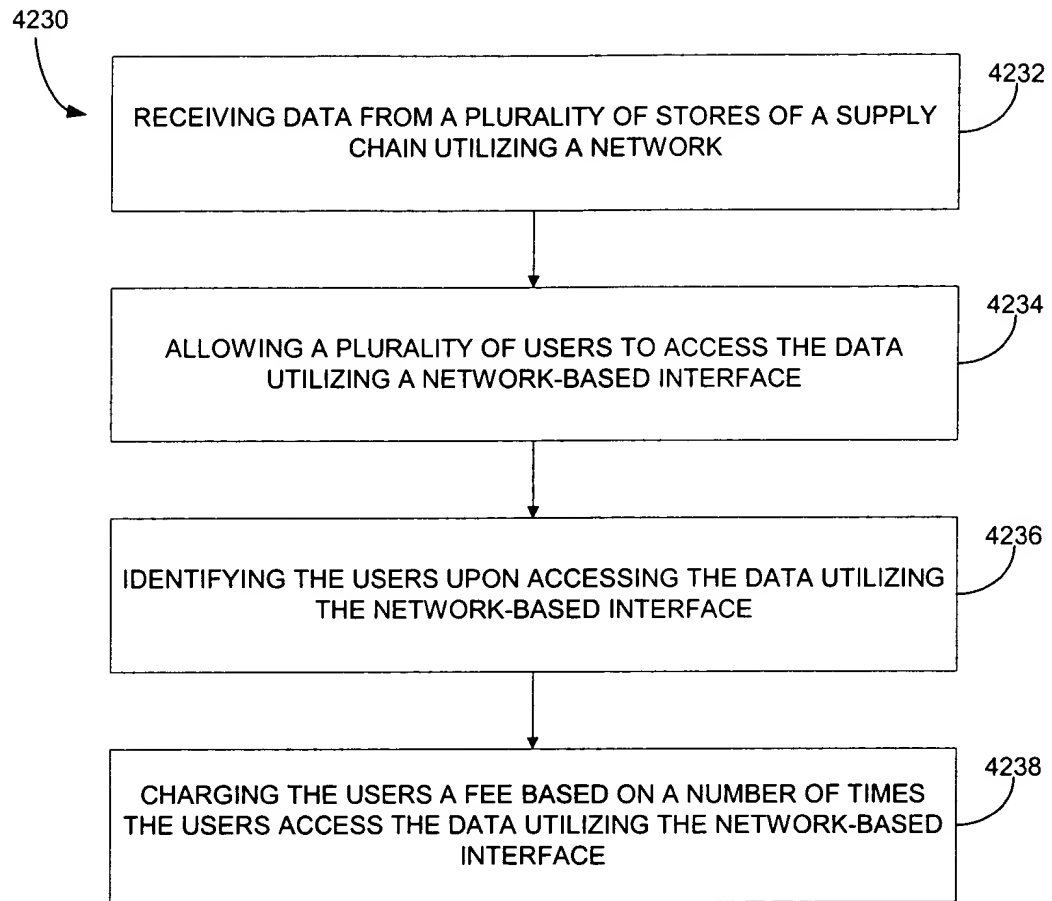 4230
4232
RECEIVING DATA FROM A PLURALITY OF STORES OF A SUPPLY
CHAIN UTILIZING A NETWORK
4234
ALLOWING A PLURALITY OF USERS TO ACCESS THE DATA
UTILIZING A NETWORK-BASED INTERFACE
4236
IDENTIFYING THE USERS UPON ACCESSING THE DATA UTILIZING
THE NETWORK-BASED INTERFACE
4238
CHARGING THE USERS A FEE BASED ON A NUMBER OF TIMES
THE USERS ACCESS THE DATA UTILIZING THE NETWORK-BASED
INTERFACE